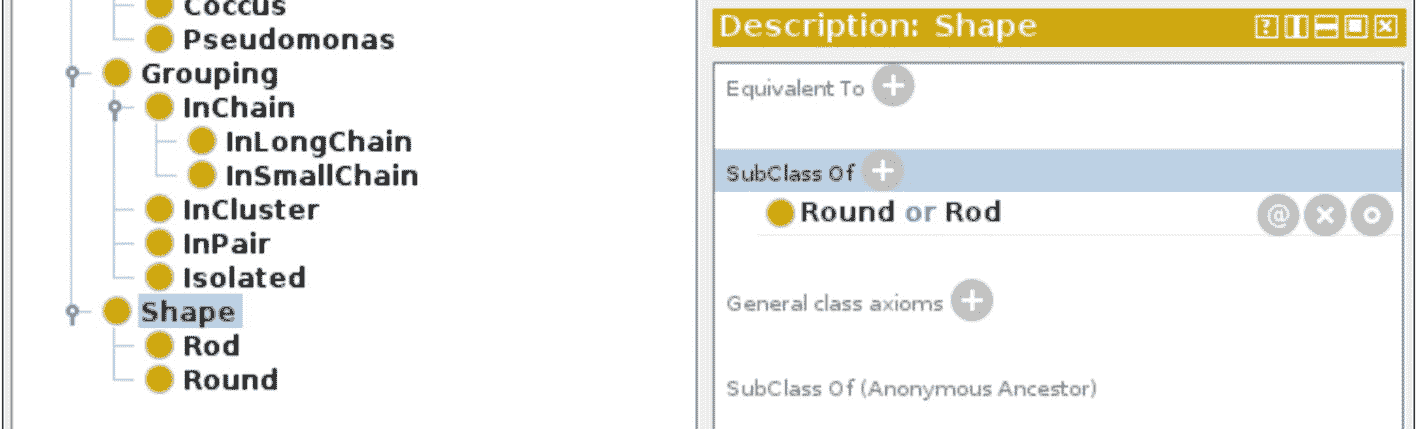 Coccus
Pseudomonas
Grouping
InChain
InLongChain
InSmallChain
InCluster
InPair
Isolated
Shape
Rod
Round
Description: Shape
Equivalent To
SubClass Of
Round or Rod
General class axioms
SubClass Of (Anonymous Ancestor)